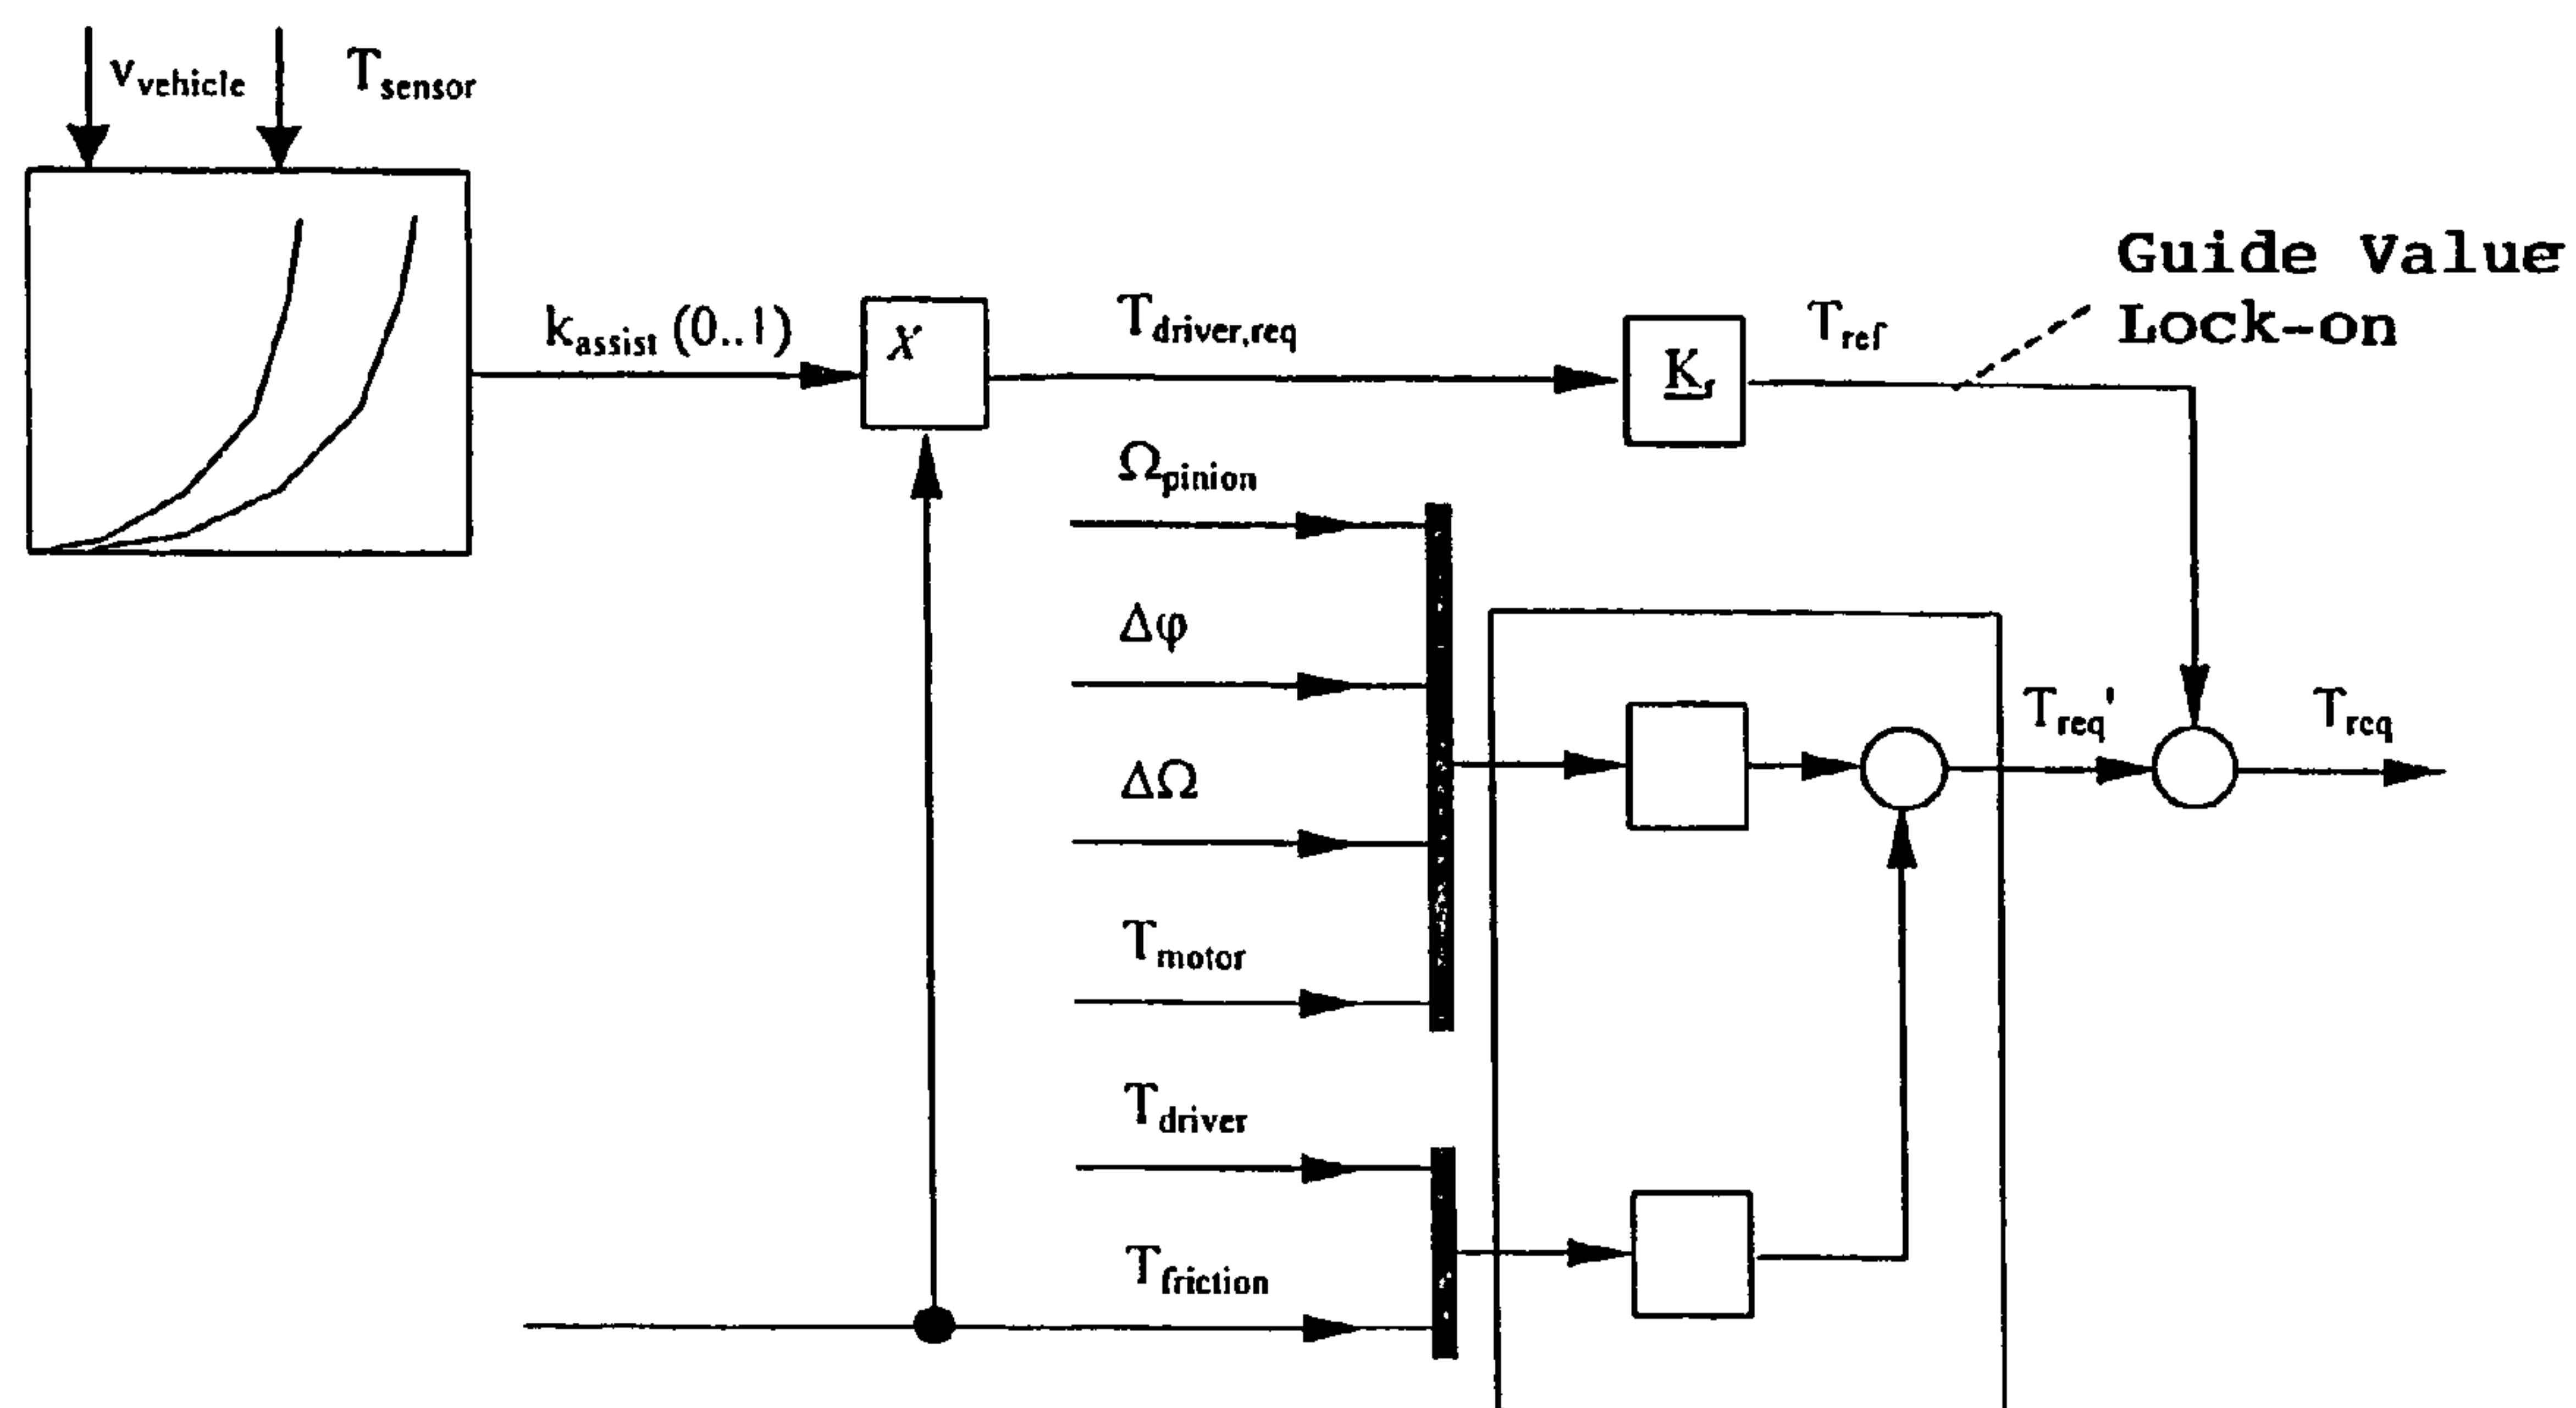 v_vehicle
T_sensor
Guide Value
Lock-on
k_assist (0..1)
x
T_driver,req
K_r
T_ref
Ω_pinion
Δφ
ΔΩ
T_req'
T_req
T_motor
T_driver
T_friction